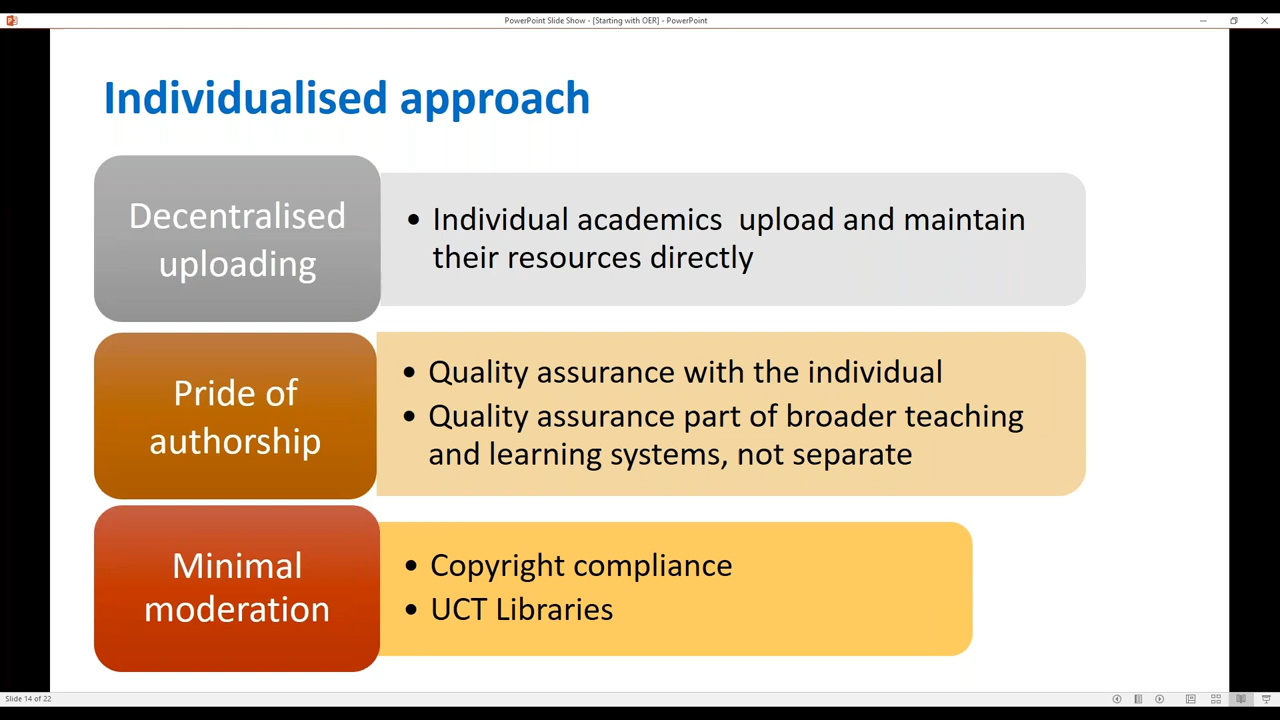 PowerPoint Slide Show - [Starting with OER] - PowerPoint
Individualised approach
Decentralised
uploading
• Individual academics  upload and maintain
their resources directly
Pride of
authorship
• Quality assurance with the individual
• Quality assurance part of broader teaching
and learning systems, not separate
Minimal
moderation
• Copyright compliance
• UCT Libraries
Slide 14 of 22